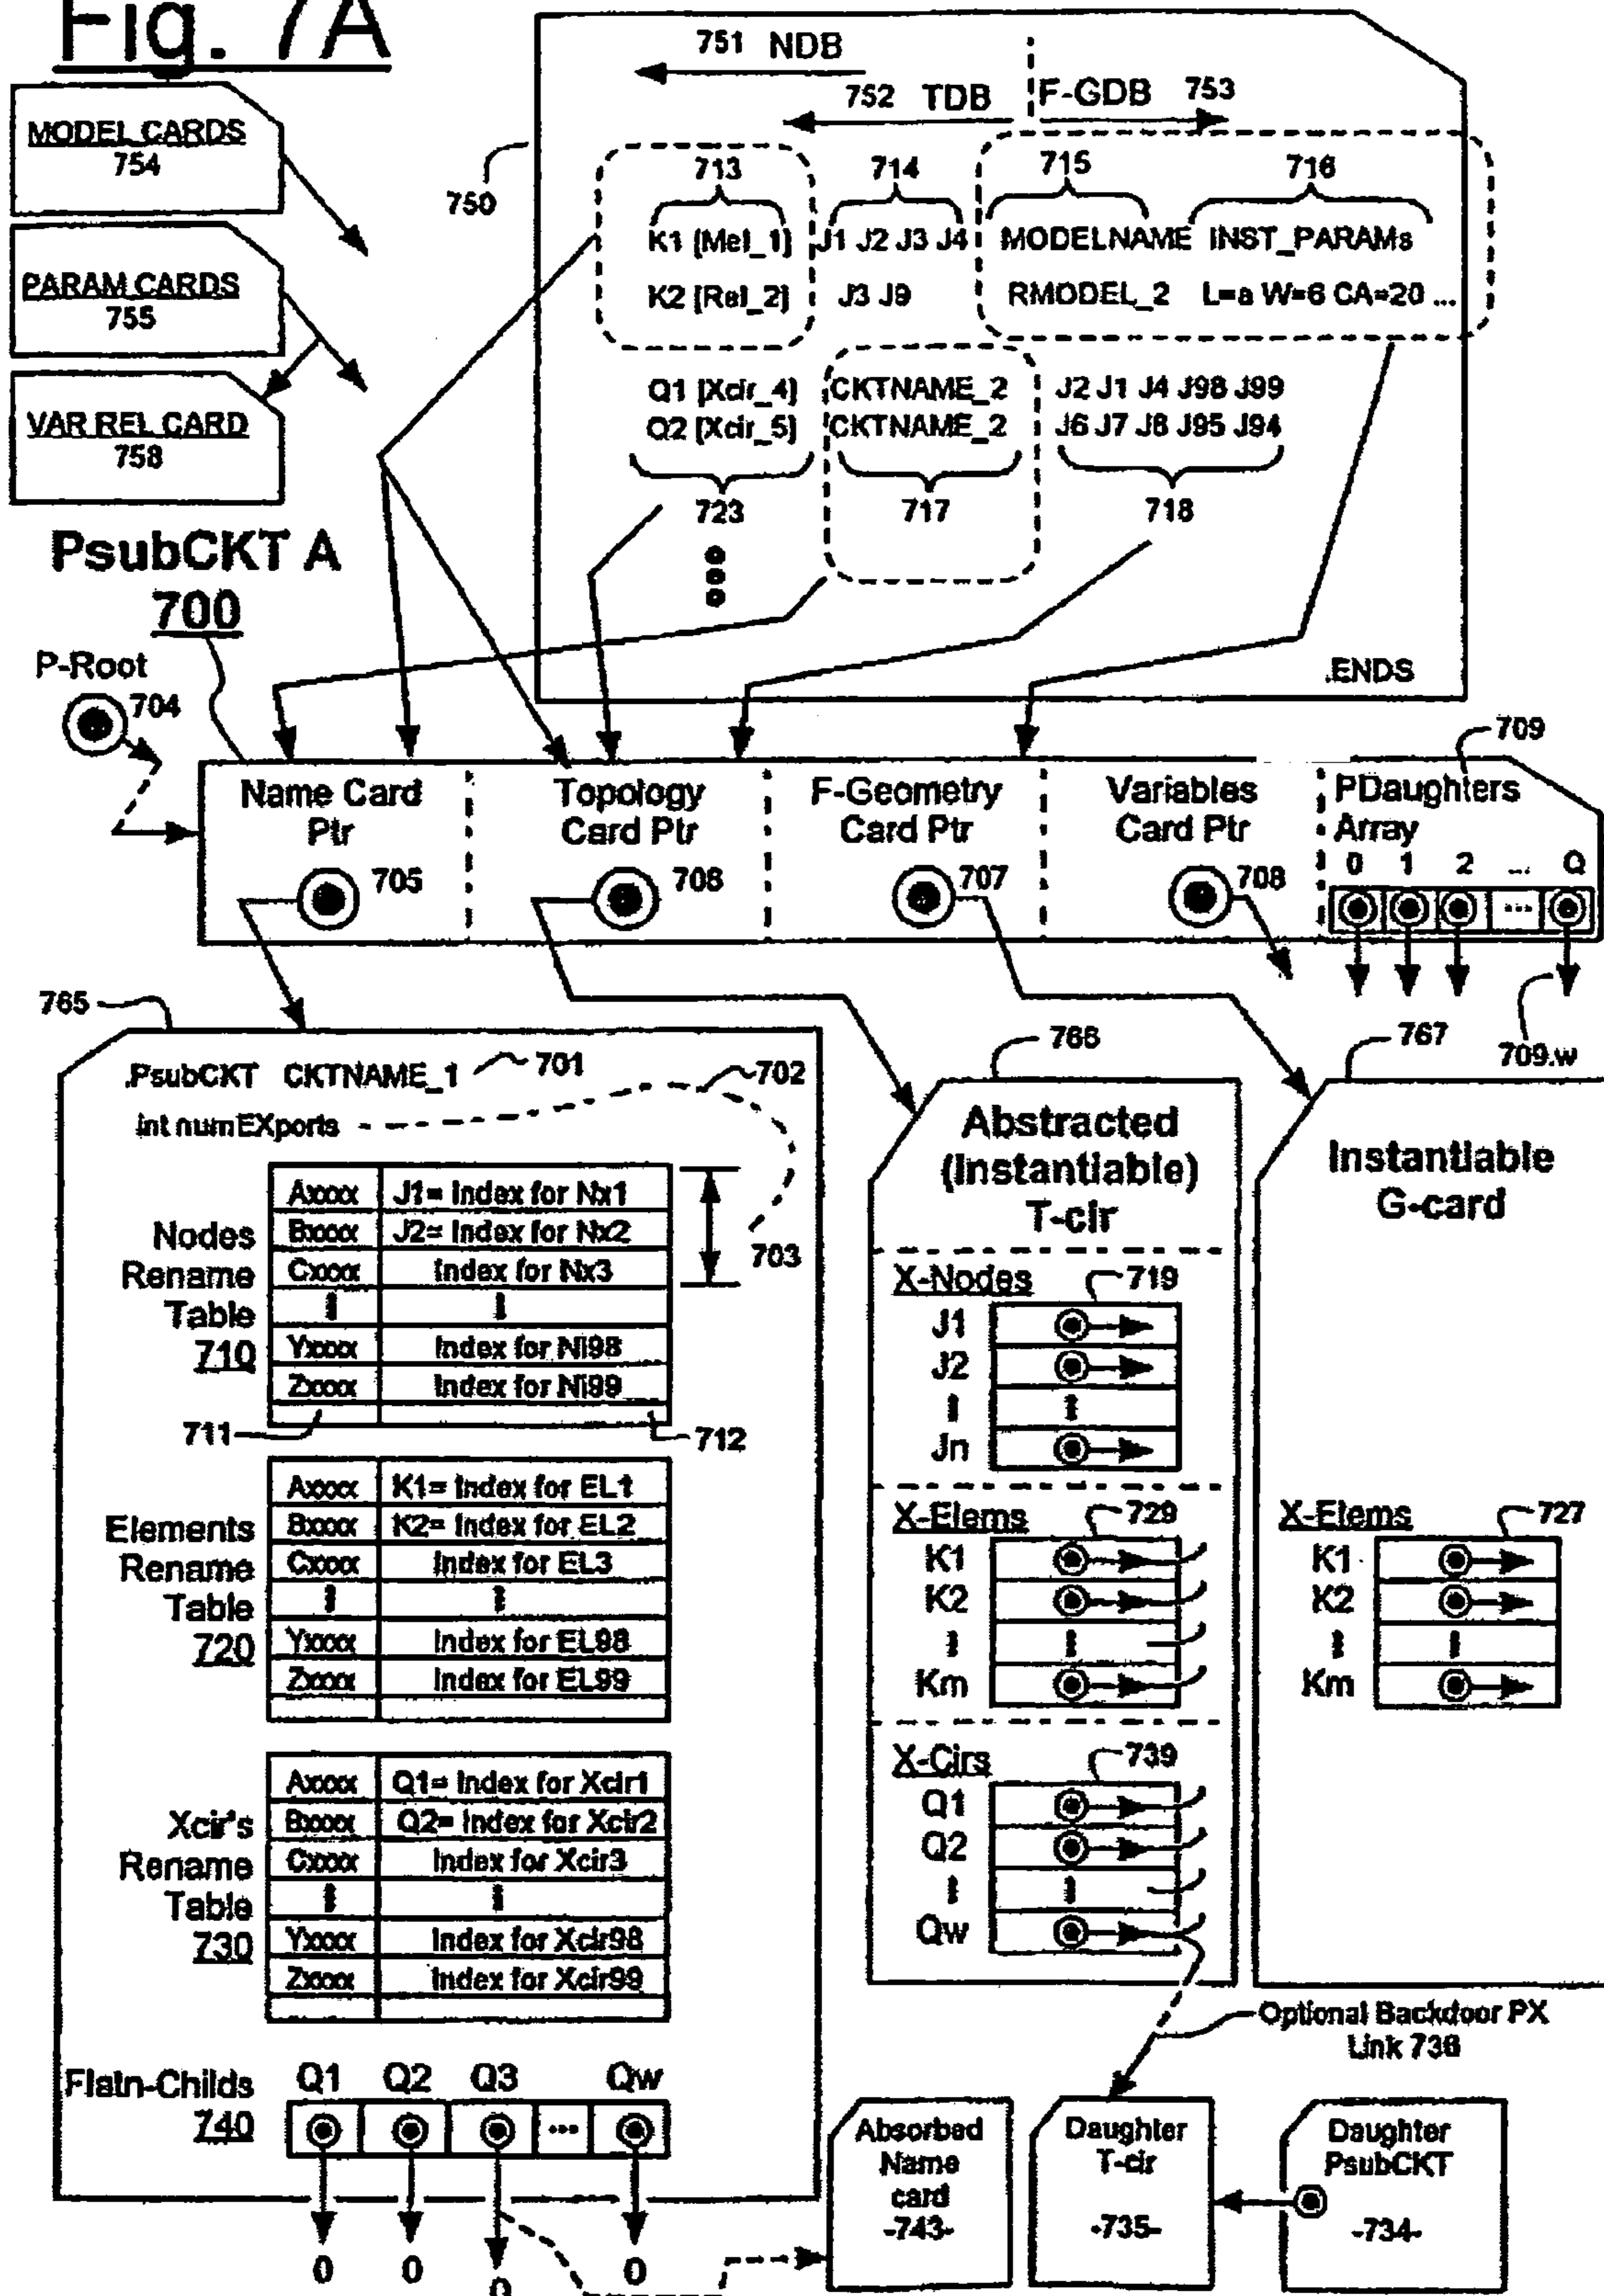 Fig. 7A
751 NDB
752 TDB
F-GDB 753
MODEL CARDS
754
750
713
714
715
716
K1 [Mel_1] J1 J2 J3 J4 MODELNAME INST_PARAMs
K2 [Rel_2] J3 J9 RMODEL_2 L=a W=6 CA=20 ...
PARAM CARDS
755
Q1 [Xcir_4] CKTNAME_2 J2 J1 J4 J98 J99
Q2 [Xcir_5] CKTNAME_2 J6 J7 J8 J95 J94
VAR REL CARD
758
723
717
718
PsubCKT A
700
.ENDS
P-Root
704
709
Name Card
Ptr
705
Topology
Card Ptr
706
F-Geometry
Card Ptr
707
Variables
Card Ptr
708
PDaughters
Array
0 1 2 ... Q
...
709.w
765
.PsubCKT CKTNAME_1 701
702
int numEXports
703
Nodes
Rename
Table
710
Axxxx J1= Index for Nx1
Bxxxx J2= Index for Nx2
Cxxxx Index for Nx3
Yxxxx Index for Ni98
Zxxxx Index for Ni99
711
712
Elements
Rename
Table
720
Axxxx K1= Index for EL1
Bxxxx K2= Index for EL2
Cxxxx Index for EL3
Yxxxx Index for EL98
Zxxxx Index for EL99
Xcir's
Rename
Table
730
Axxxx Q1= Index for Xcir1
Bxxxx Q2= Index for Xcir2
Cxxxx Index for Xcir3
Yxxxx Index for Xcir98
Zxxxx Index for Xcir99
Flatn-Childs
740
Q1 Q2 Q3 Qw
...
0 0 0 0
766
Abstracted
(Instantiable)
T-cir
X-Nodes
719
J1
J2
Jn
X-Elems
729
K1
K2
Km
X-Cirs
739
Q1
Q2
Qw
767
Instantiable
G-card
X-Elems
727
K1
K2
Km
Optional Backdoor PX
Link 736
Absorbed
Name
card
-743-
Daughter
T-cir
-735-
Daughter
PsubCKT
-734-